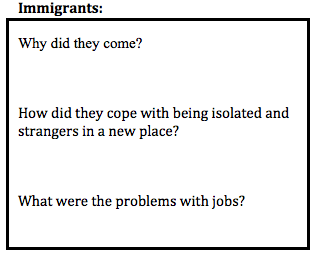 Immigrants:
Why did they come?
How did they cope with being isolated and
strangers in a new place?
What were the problems with jobs?